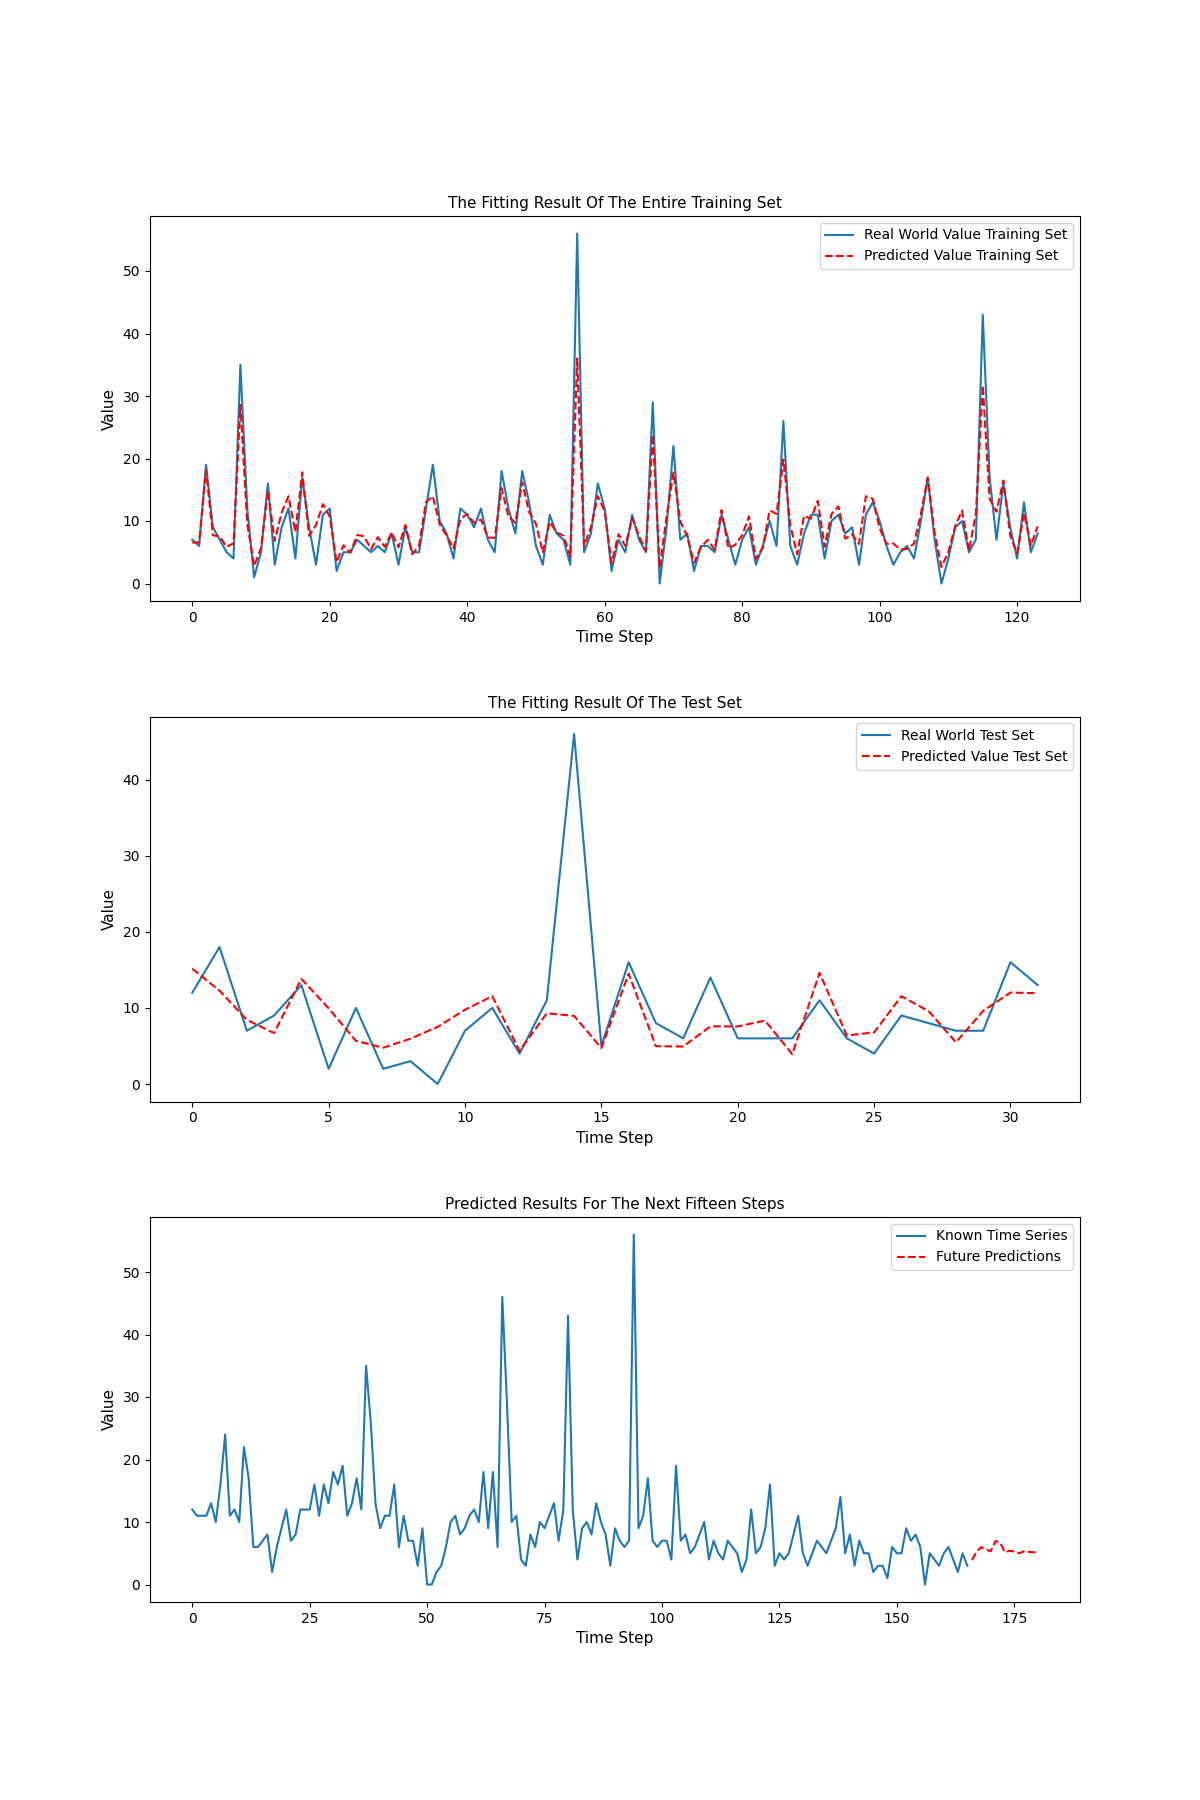 The Fitting Result Of The Entire Training Set
Real World Value Training Set
Predicted Value Training Set
50
40
30
20
10
0
Value
0 20 40 60 80 100 120
Time Step
The Fitting Result Of The Test Set
Real World Test Set
Predicted Value Test Set
40
30
20
10
0
Value
0 5 10 15 20 25 30
Time Step
Predicted Results For The Next Fifteen Steps
Known Time Series
Future Predictions
50
40
30
20
10
0
Value
0 25 50 75 100 125 150 175
Time Step